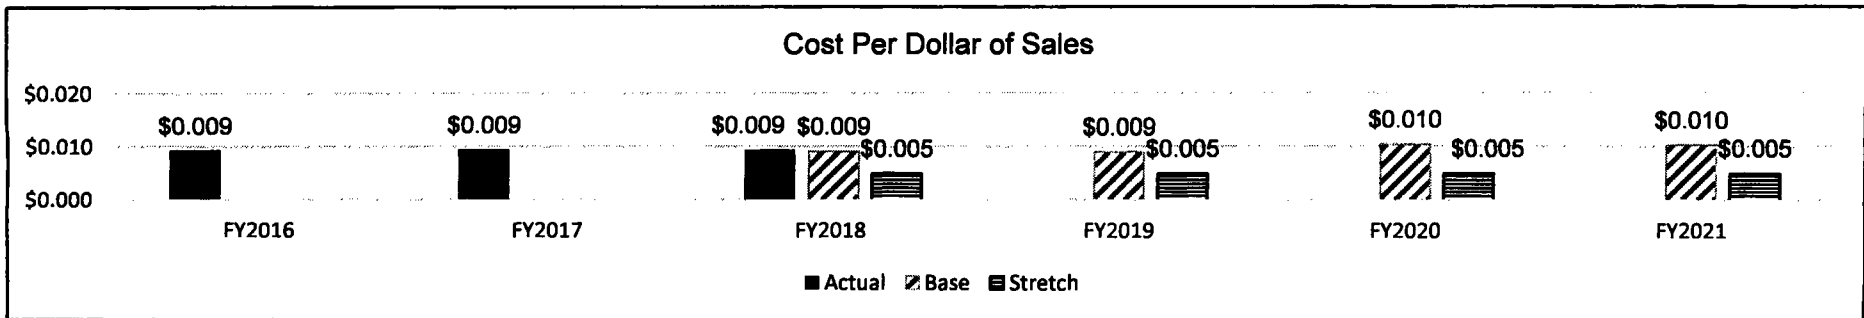 Cost Per Dollar of Sales
$0.020
$0.010
$0.000
$0.009
$0.009
$0.009 $0.009 $0.005
$0.009 $0.005
$0.010 $0.005
$0.010 $0.005
FY2016 FY2017 FY2018 FY2019 FY2020 FY2021
Actual Base Stretch